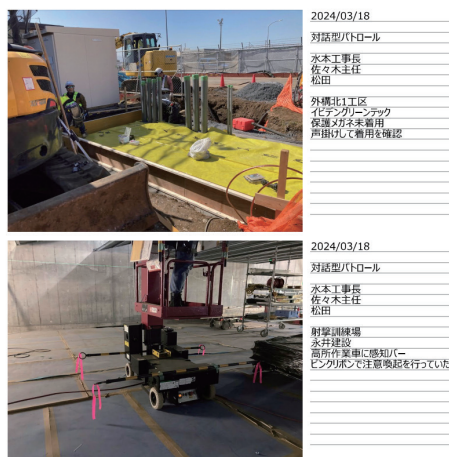 2024/03/18
対話型パトロール
水本工事長
佐々木主任
松田
外構北1工区
イビデングリーンテック
保護メガネ未着用
声掛けして着用を確認
2024/03/18
対話型パトロール
水本工事長
佐々木主任
松田
射撃訓練場
永井建設
高所作業車に感知バー
ピンクリボンで注意喚起を行っていた